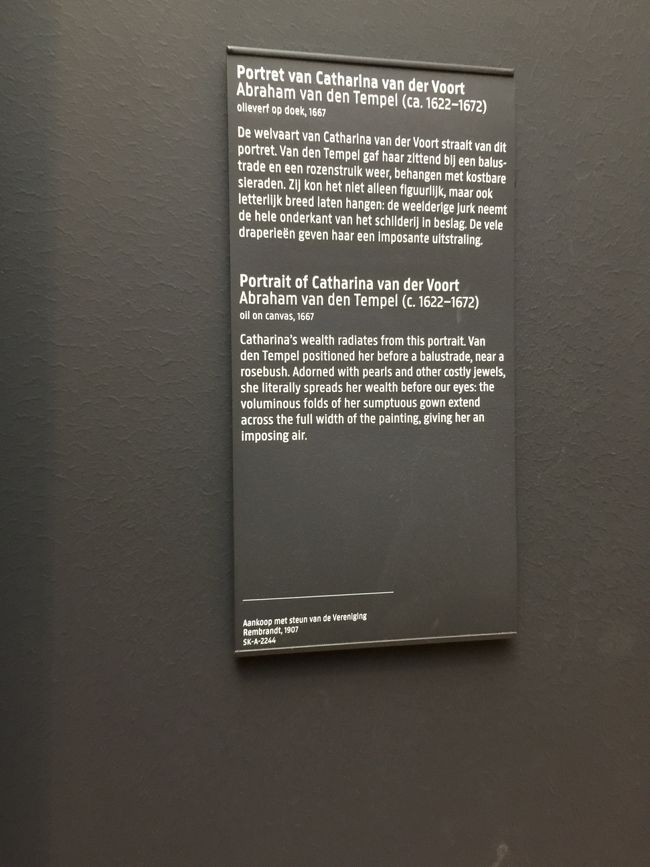 Portret van Catharina van der Voort
Abraham van den Tempel (ca. 1622–1672)
olieverf op doek, 1667
De welvaart van Catharina van der Voort straalt van dit
portret. Van den Tempel gaf haar zittend bij een balus-
trade en een rozenstruik weer, behangen met kostbare
sieraden. Zij kon het niet alleen figuurlijk, maar ook
letterlijk breed laten hangen: de weelderige jurk neemt
de hele onderkant van het schilderij in beslag. De vele
draperieën geven haar een imposante uitstraling.
Portrait of Catharina van der Voort
Abraham van den Tempel (c. 1622–1672)
oil on canvas, 1667
Catharina's wealth radiates from this portrait. Van
den Tempel positioned her before a balustrade, near a
rosebush. Adorned with pearls and other costly jewels,
she literally spreads her wealth before our eyes: the
voluminous folds of her sumptuous gown extend
across the full width of the painting, giving her an
imposing air.
Aankoop met steun van de Vereniging
Rembrandt, 1907
SK-A-2244